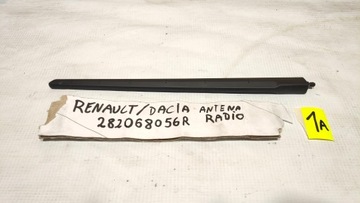 RENAULT/DACIA ANTENA
282068056R RADIO
1A